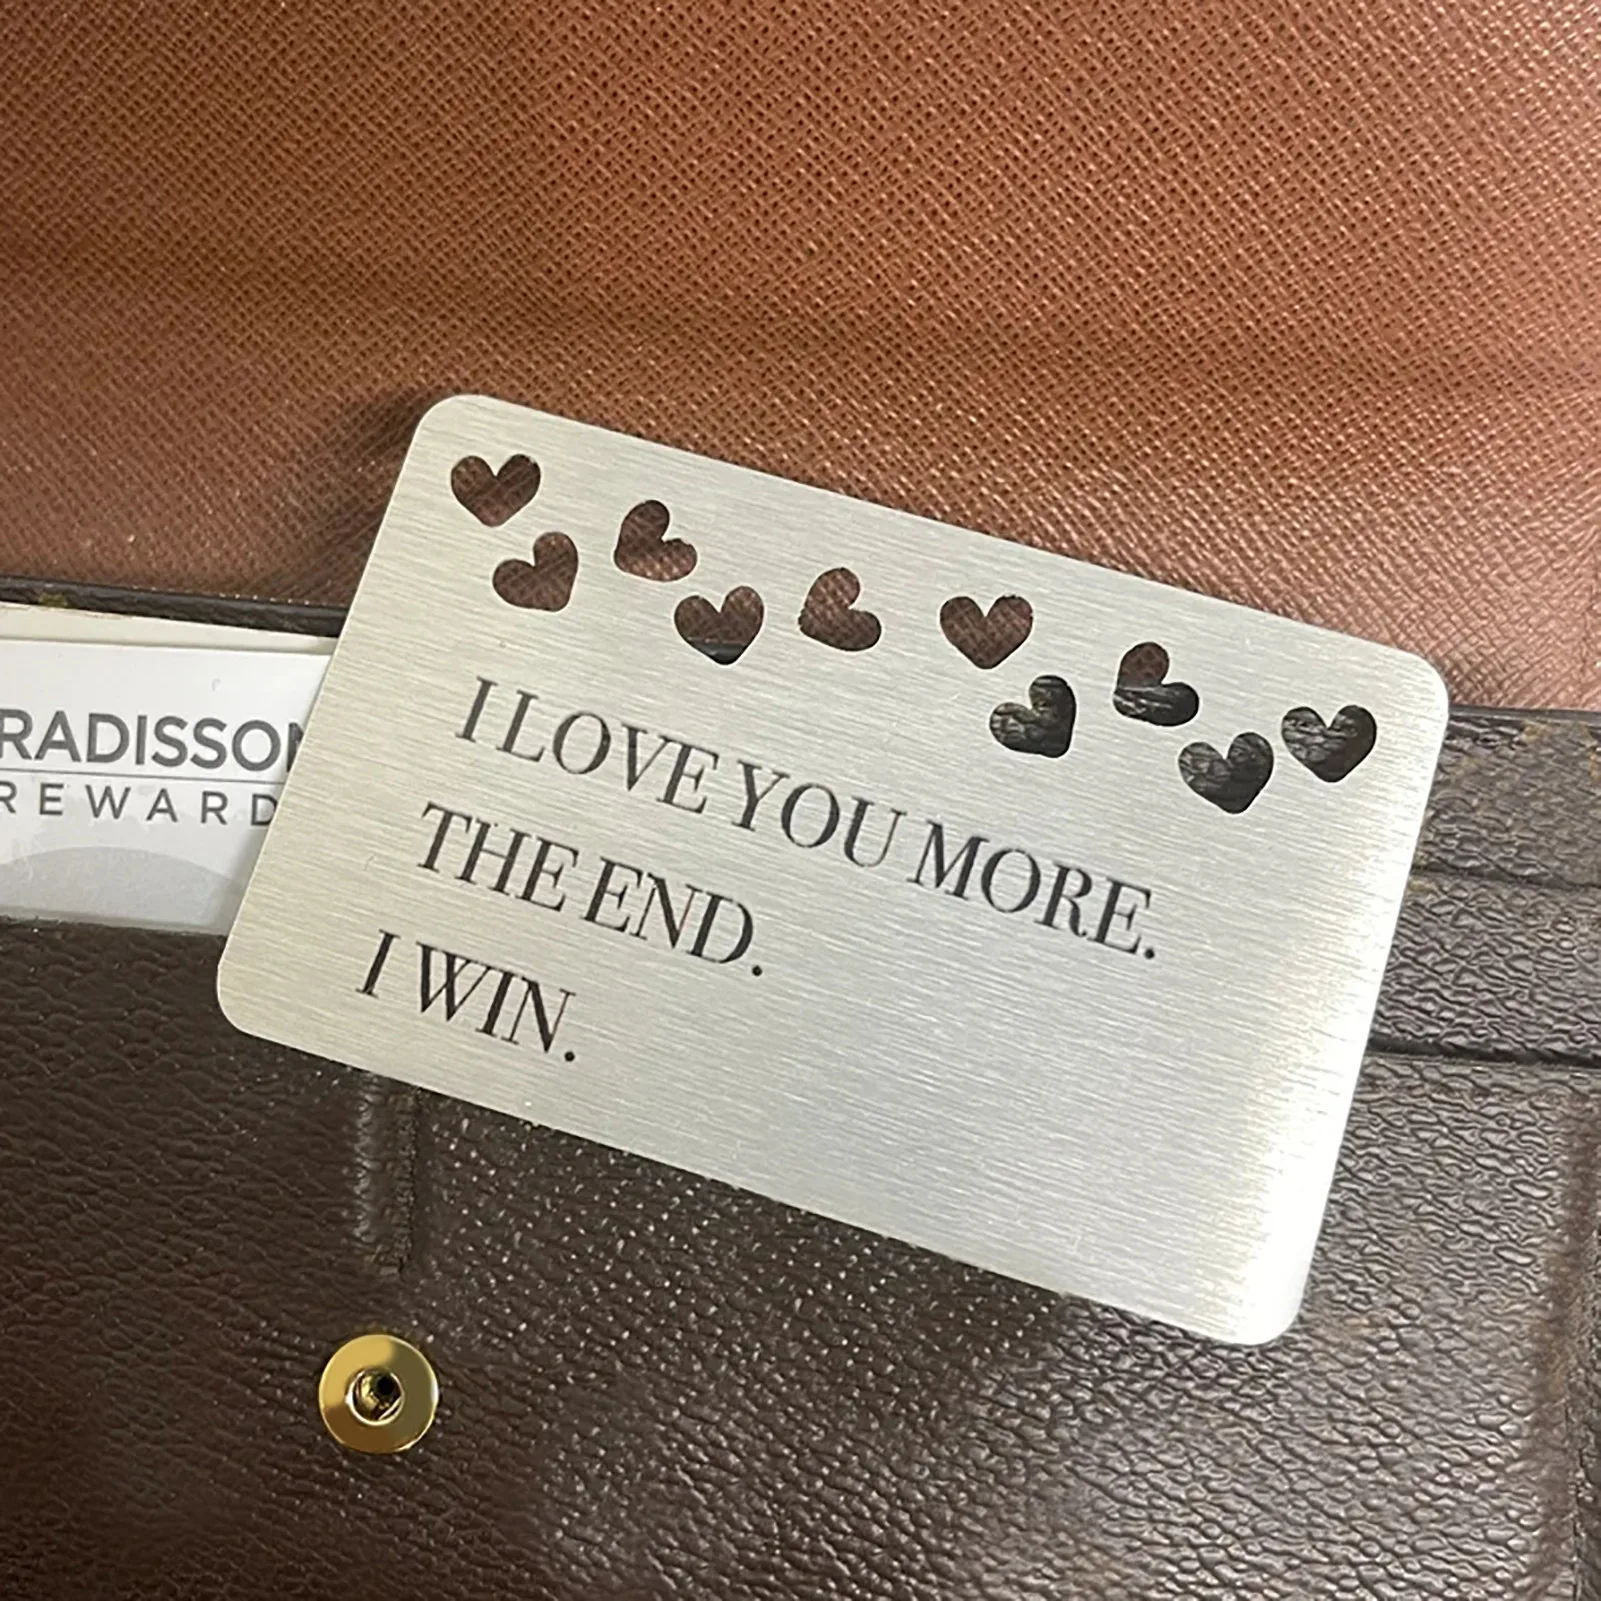 RADISSON
REWARD
I LOVE YOU MORE.
THE END.
I WIN.